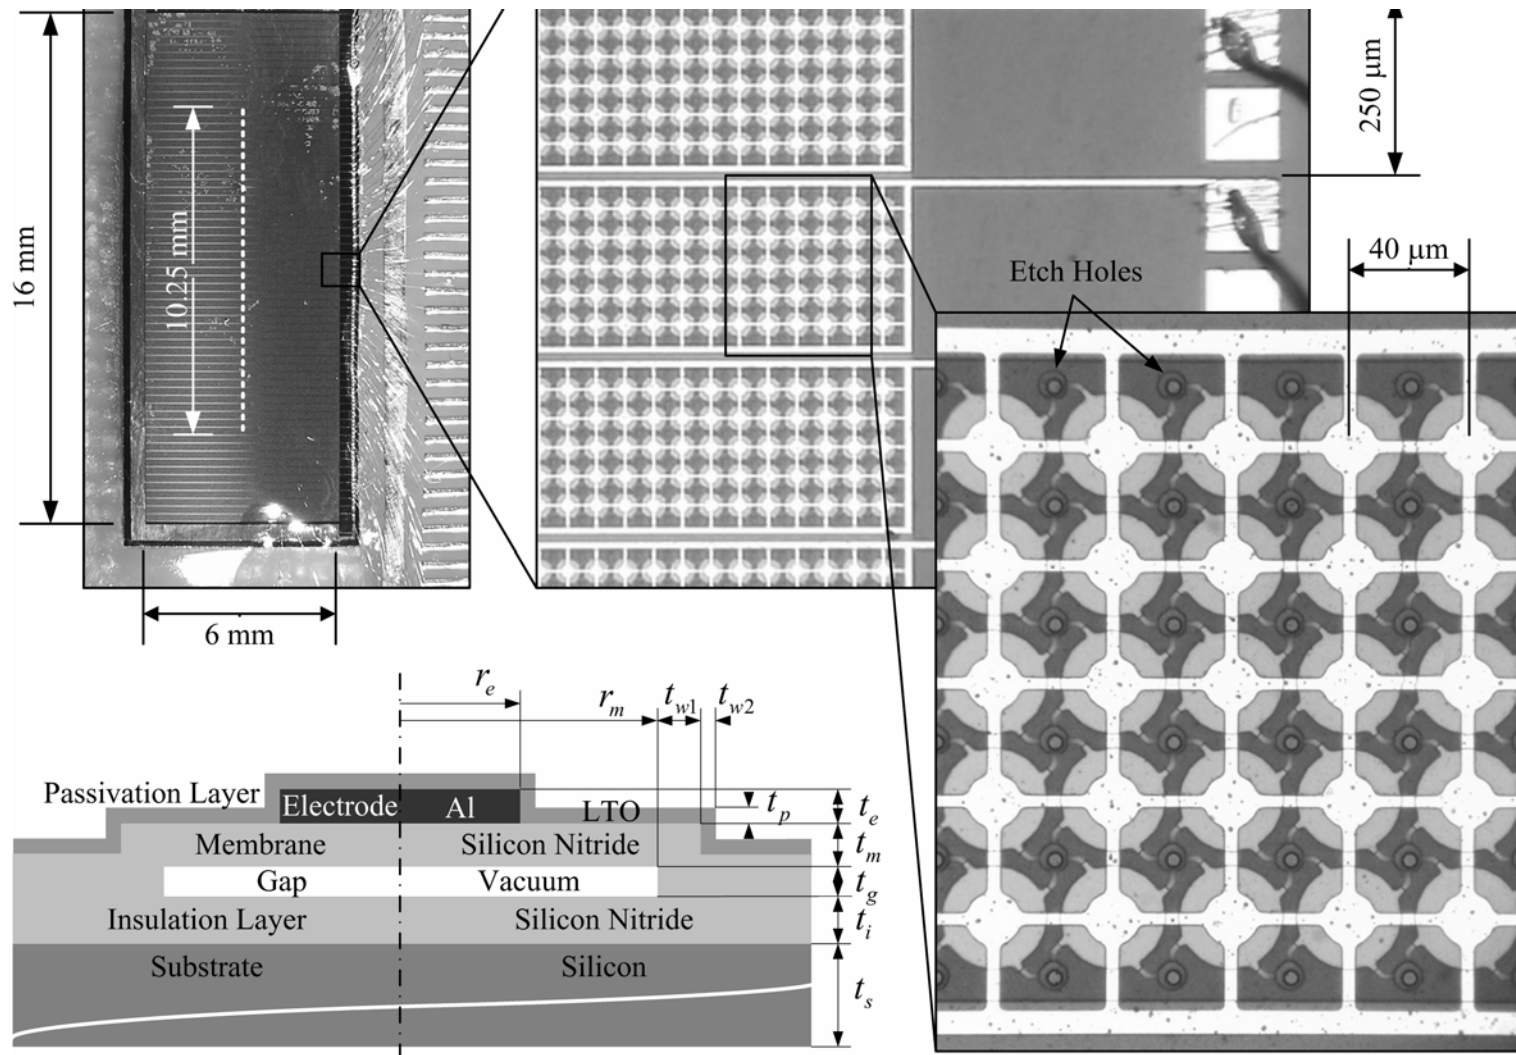 16 mm
10.25 mm
6 mm
250 µm
40 µm
Etch Holes
r_e
r_m
t_w1
t_w2
Passivation Layer
Electrode
Al
LTO
t_p
t_e
Membrane
Silicon Nitride
t_m
Gap
Vacuum
t_g
Insulation Layer
Silicon Nitride
t_i
Substrate
Silicon
t_s